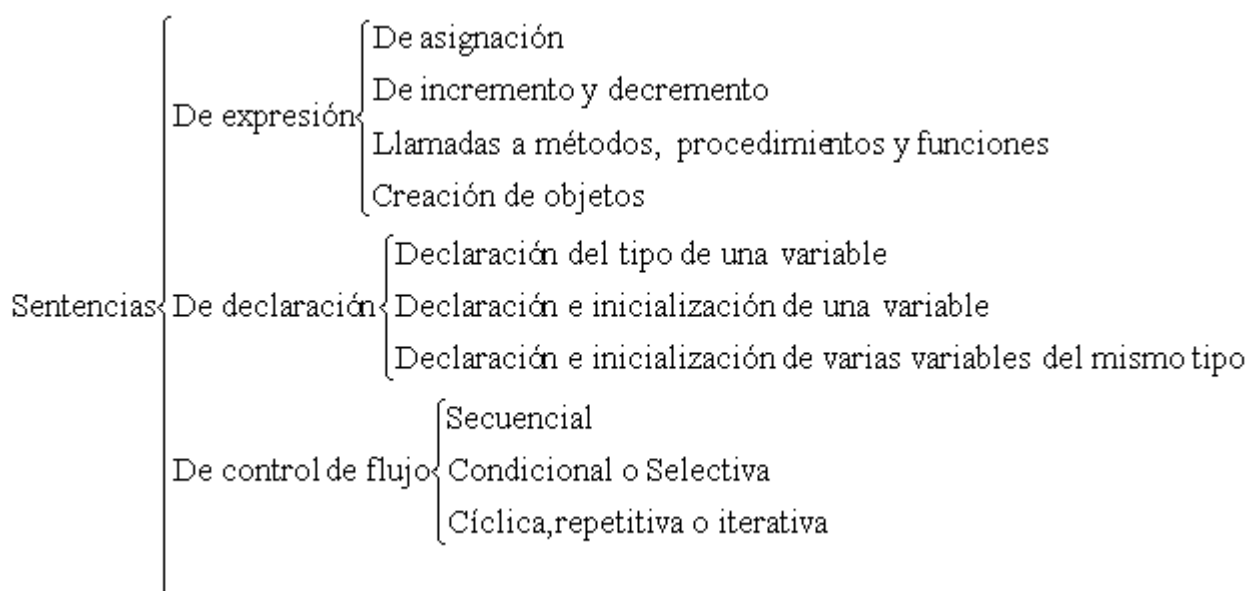 Sentencias
De expresión
De asignación
De incremento y decremento
Llamadas a métodos, procedimientos y funciones
Creación de objetos
De declaración
Declaración del tipo de una variable
Declaración e inicialización de una variable
Declaración e inicialización de varias variables del mismo tipo
De control de flujo
Secuencial
Condicional o Selectiva
Cíclica,repetitiva o iterativa